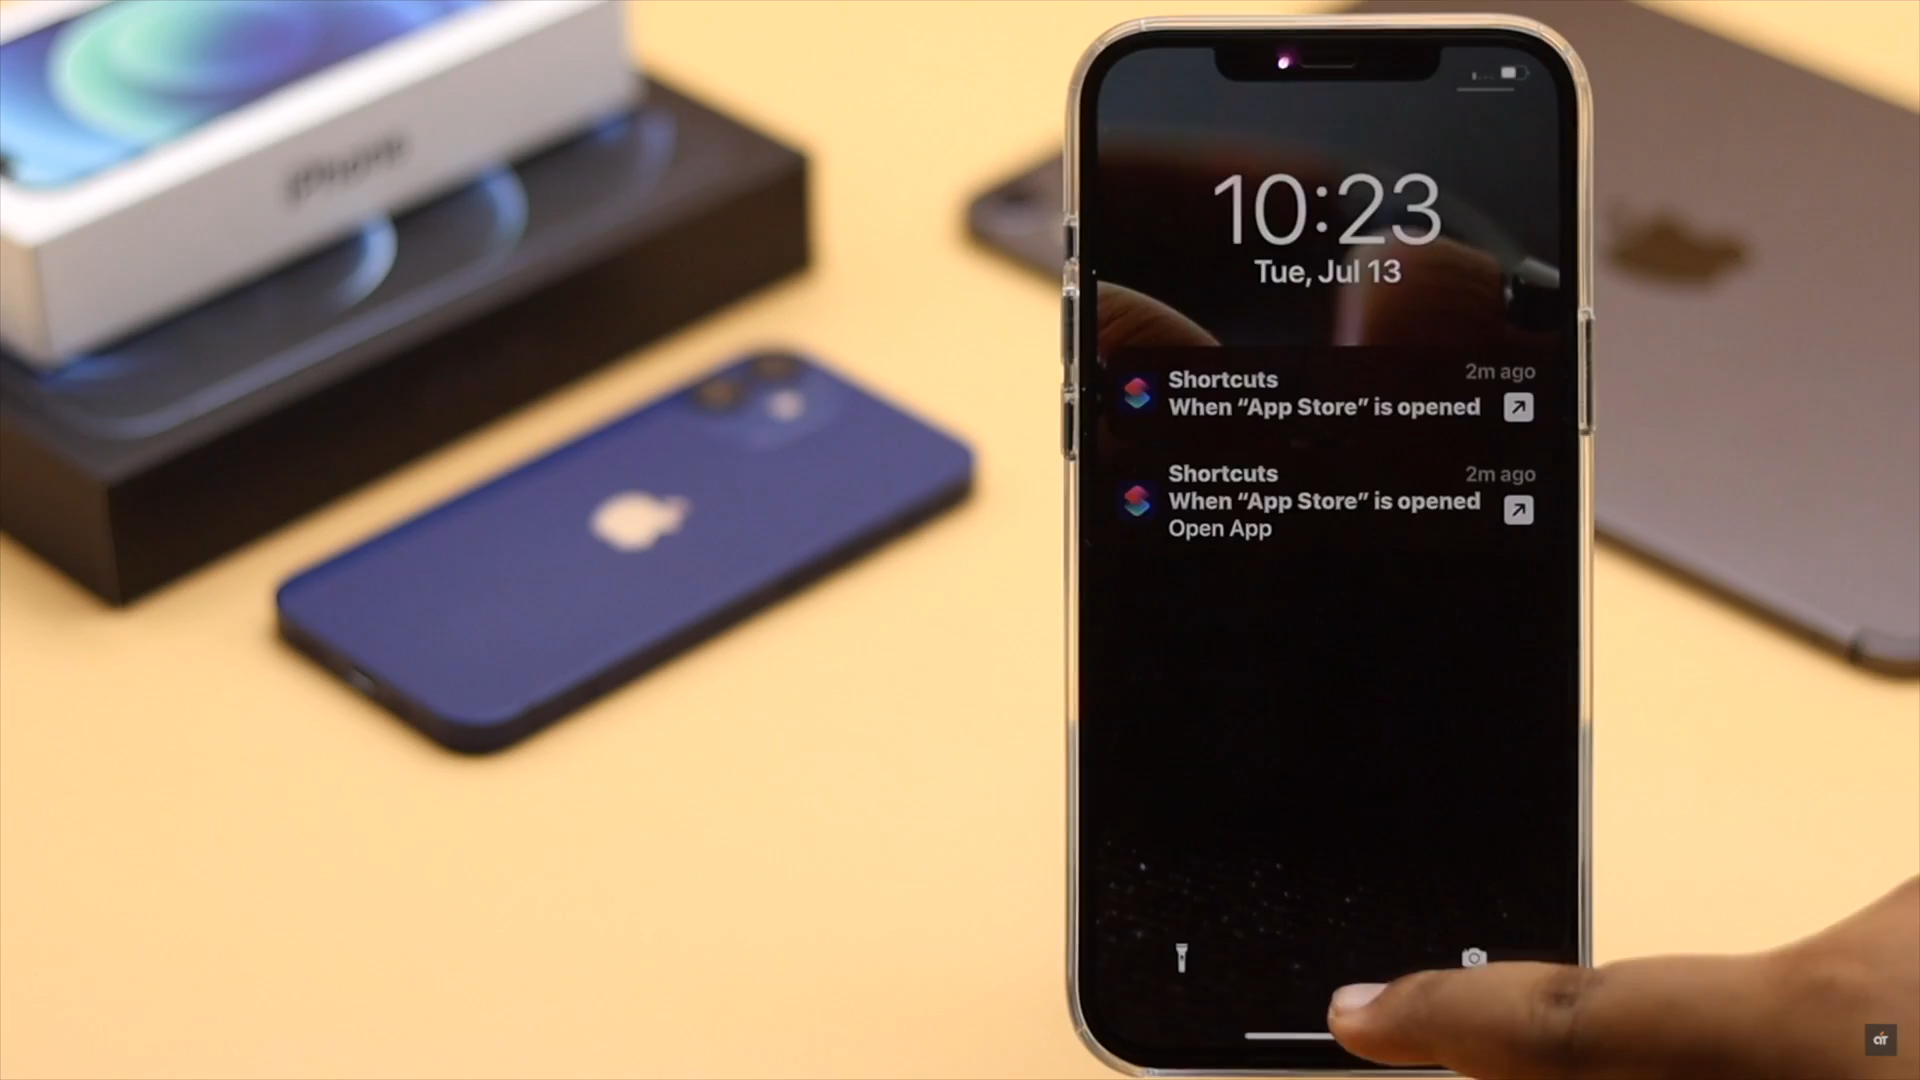 iPhone
10:23
Tue, Jul 13
Shortcuts
2m ago
When “App Store” is opened
Shortcuts
2m ago
When “App Store” is opened
Open App